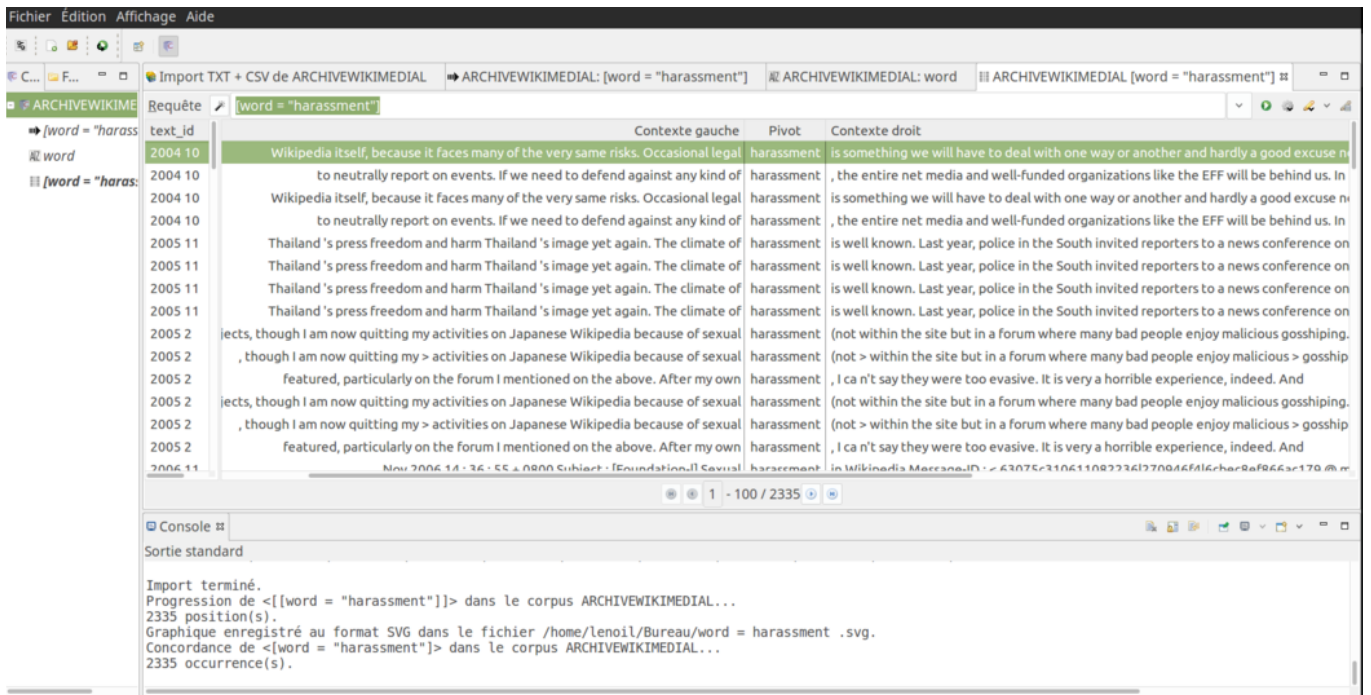 Fichier Édition Affichage Aide
C... F...
Import TXT + CSV de ARCHIVEWIKIMEDIAL ARCHIVEWIKIMEDIAL: [word = "harassment"] ARCHIVEWIKIMEDIAL: word ARCHIVEWIKIMEDIAL [word = "harassment"]
ARCHIVEWIKIME
[word = "harass
word
[word = "haras:
Requête [word = "harassment"]
text_id Contexte gauche Pivot Contexte droit
2004 10 Wikipedia itself, because it faces many of the very same risks. Occasional legal harassment is something we will have to deal with one way or another and hardly a good excuse
2004 10 to neutrally report on events. If we need to defend against any kind of harassment , the entire net media and well-funded organizations like the EFF will be behind us. In
2004 10 Wikipedia itself, because it faces many of the very same risks. Occasional legal harassment is something we will have to deal with one way or another and hardly a good excuse
2004 10 to neutrally report on events. If we need to defend against any kind of harassment , the entire net media and well-funded organizations like the EFF will be behind us. In
2005 11 Thailand 's press freedom and harm Thailand 's image yet again. The climate of harassment is well known. Last year, police in the South invited reporters to a news conference on
2005 11 Thailand 's press freedom and harm Thailand 's image yet again. The climate of harassment is well known. Last year, police in the South invited reporters to a news conference on
2005 11 Thailand 's press freedom and harm Thailand 's image yet again. The climate of harassment is well known. Last year, police in the South invited reporters to a news conference on
2005 11 Thailand 's press freedom and harm Thailand 's image yet again. The climate of harassment is well known. Last year, police in the South invited reporters to a news conference on
2005 2 jects, though I am now quitting my activities on Japanese Wikipedia because of sexual harassment (not within the site but in a forum where many bad people enjoy malicious gosshiping.
2005 2 , though I am now quitting my > activities on Japanese Wikipedia because of sexual harassment (not > within the site but in a forum where many bad people enjoy malicious > gosship
2005 2 featured, particularly on the forum I mentioned on the above. After my own harassment , I ca n't say they were too evasive. It is very a horrible experience, indeed. And
2005 2 jects, though I am now quitting my activities on Japanese Wikipedia because of sexual harassment (not within the site but in a forum where many bad people enjoy malicious gosshiping.
2005 2 , though I am now quitting my > activities on Japanese Wikipedia because of sexual harassment (not > within the site but in a forum where many bad people enjoy malicious > gosship
2005 2 featured, particularly on the forum I mentioned on the above. After my own harassment , I ca n't say they were too evasive. It is very a horrible experience, indeed. And
2006 11 Nov 2006 14 : 36 : 55 + 0800 Subject : [Foundation-l] Sexual harassment in Wikipedia Message-ID : <
1 - 100 / 2335
Console
Sortie standard
Import terminé.
Progression de <[[word = "harassment"]]> dans le corpus ARCHIVEWIKIMEDIAL...
2335 position(s).
Graphique enregistré au format SVG dans le fichier /home/lenoil/Bureau/word = harassment .svg.
Concordance de <[word = "harassment"]> dans le corpus ARCHIVEWIKIMEDIAL...
2335 occurrence(s).